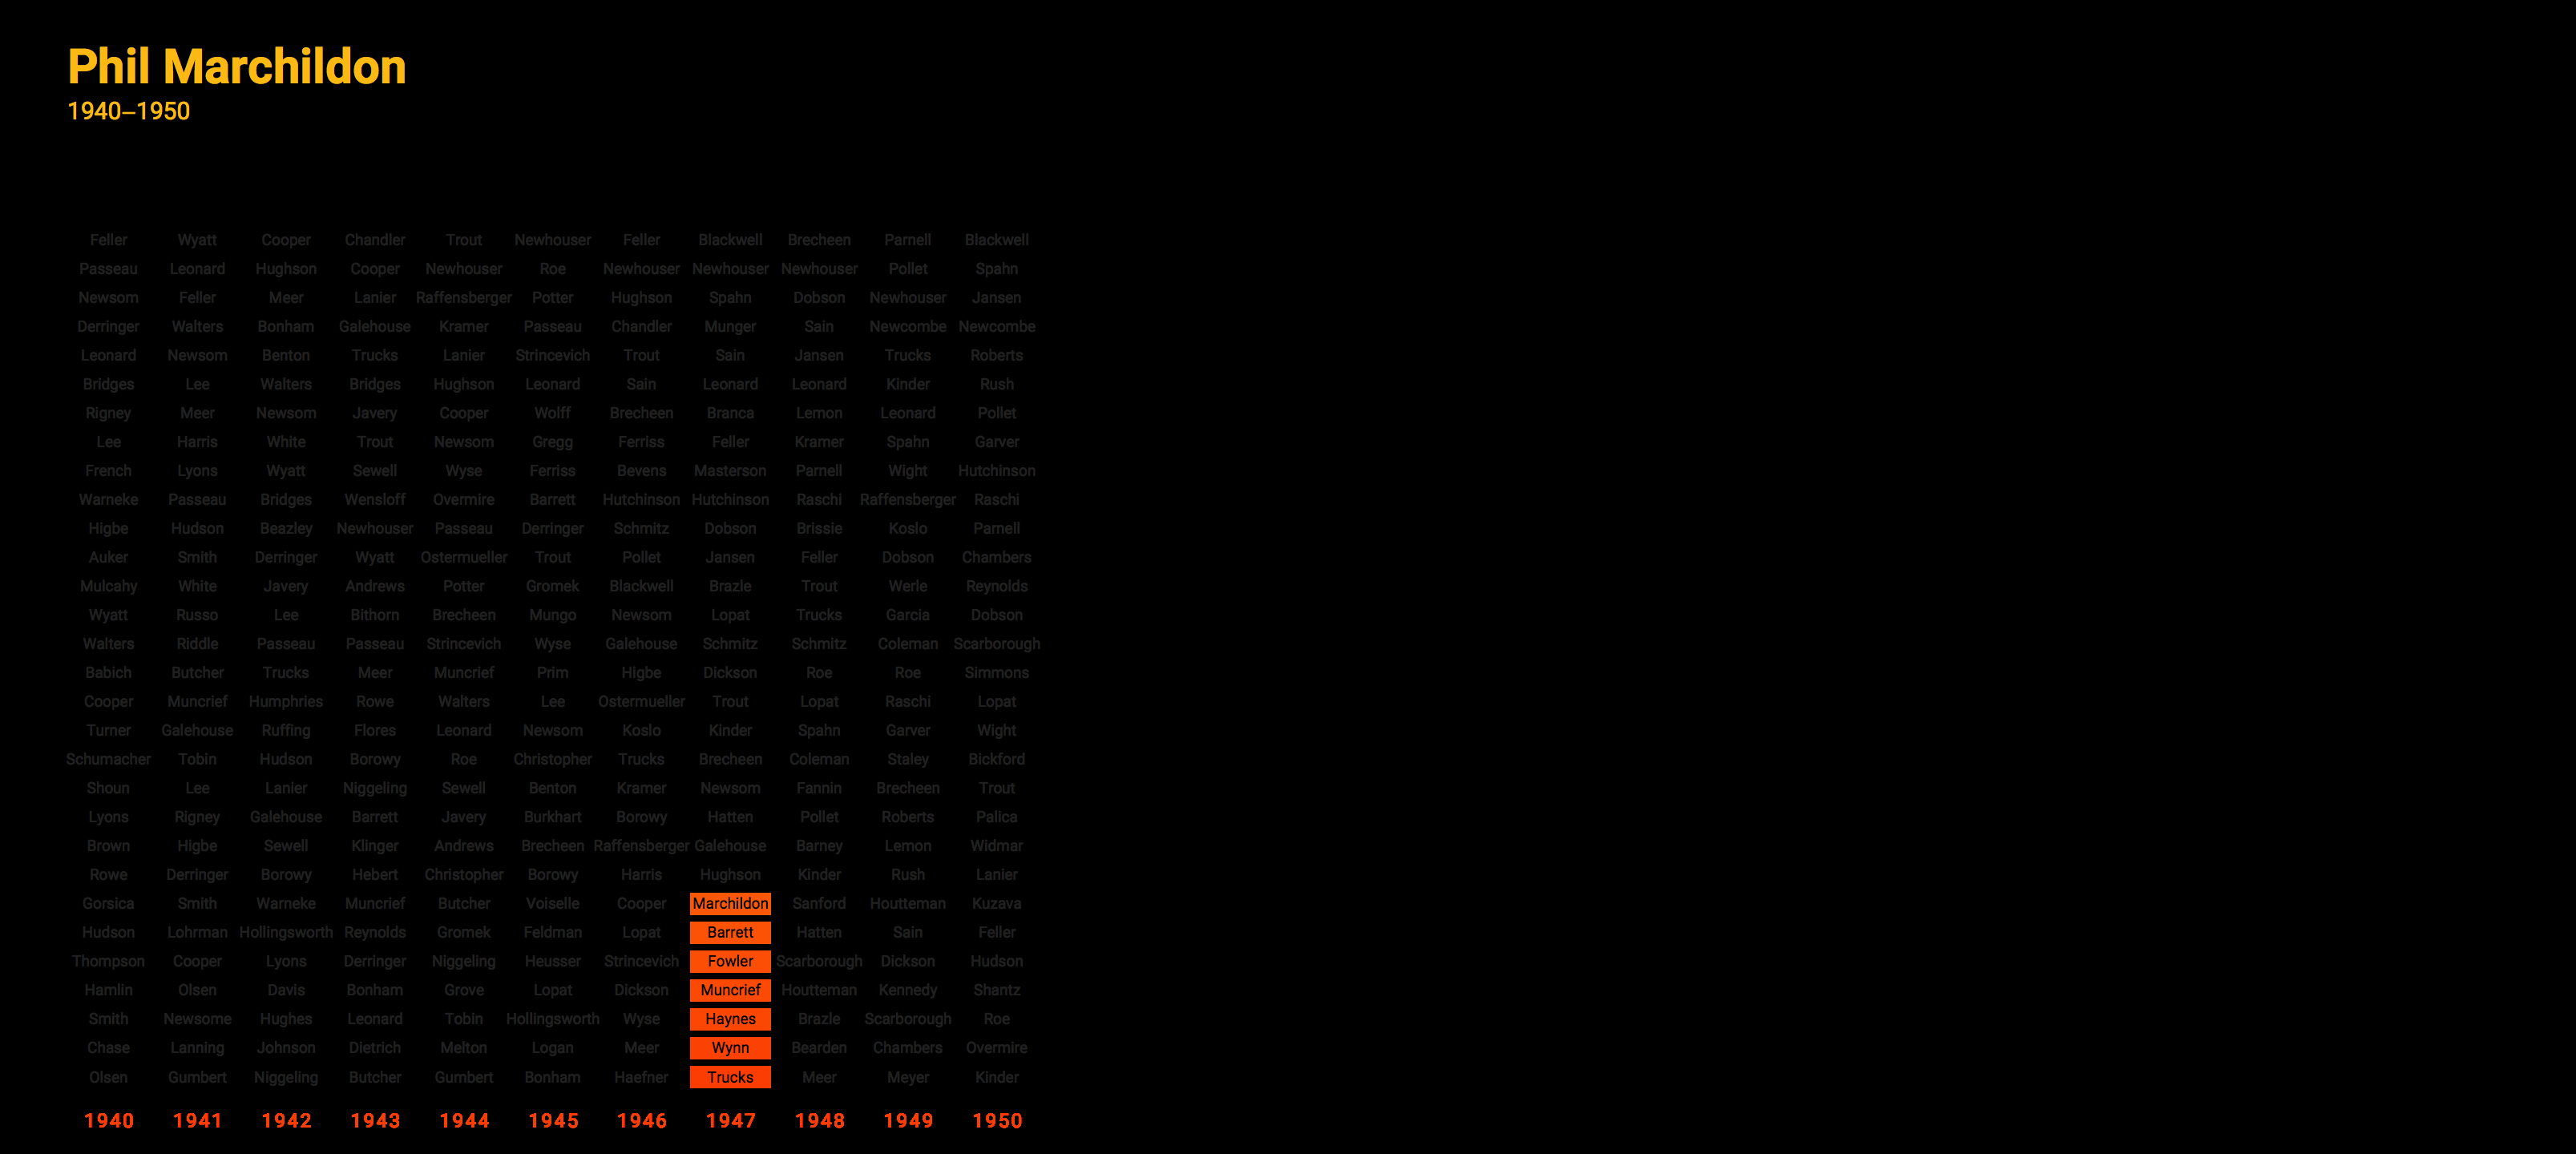 Phil Marchildon
1940–1950
Feller Wyatt Cooper Chandler Trout Newhouser Feller Blackwell Brecheen Parnell Blackwell
Passeau Leonard Hughson Cooper Newhouser Roe Newhouser Newhouser Newhouser Pollet Spahn
Newsom Feller Meer Lanier Raffensberger Potter Hughson Spahn Dobson Newhouser Jansen
Derringer Walters Bonham Galehouse Kramer Passeau Chandler Munger Sain Newcombe Newcombe
Leonard Newsom Benton Trucks Lanier Strincevich Trout Sain Jansen Trucks Roberts
Bridges Lee Walters Bridges Hughson Leonard Sain Leonard Leonard Kinder Rush
Rigney Meer Newsom Javery Cooper Wolff Brecheen Branca Lemon Leonard Pollet
Lee Harris White Trout Newsom Gregg Ferriss Feller Kramer Spahn Garver
French Lyons Wyatt Sewell Wyse Ferriss Bevens Masterson Parnell Wight Hutchinson
Warneke Passeau Bridges Wensloff Overmire Barrett Hutchinson Hutchinson Raschi Raffensberger Raschi
Higbe Hudson Beazley Newhouser Passeau Derringer Schmitz Dobson Brissie Koslo Parnell
Auker Smith Derringer Wyatt Ostermueller Trout Pollet Jansen Feller Dobson Chambers
Mulcahy White Javery Andrews Potter Gromek Blackwell Brazle Trout Werle Reynolds
Wyatt Russo Lee Bithorn Brecheen Mungo Newsom Lopat Trucks Garcia Dobson
Walters Riddle Passeau Passeau Strincevich Wyse Galehouse Schmitz Schmitz Coleman Scarborough
Babich Butcher Trucks Meer Muncrief Prim Higbe Dickson Roe Roe Simmons
Cooper Muncrief Humphries Rowe Walters Lee Ostermueller Trout Lopat Raschi Lopat
Turner Galehouse Ruffing Flores Leonard Newsom Koslo Kinder Spahn Garver Wight
Schumacher Tobin Hudson Borowy Roe Christopher Trucks Brecheen Coleman Staley Bickford
Shoun Lee Lanier Niggeling Sewell Benton Kramer Newsom Fannin Brecheen Trout
Lyons Rigney Galehouse Barrett Javery Burkhart Borowy Hatten Pollet Roberts Palica
Brown Higbe Sewell Klinger Andrews Brecheen Raffensberger Galehouse Barney Lemon Widmar
Rowe Derringer Borowy Hebert Christopher Borowy Harris Hughson Kinder Rush Lanier
Gorsica Smith Warneke Muncrief Butcher Voiselle Cooper Marchildon Sanford Houtteman Kuzava
Hudson Lohrman Hollingsworth Reynolds Gromek Feldman Lopat Barrett Hatten Sain Feller
Thompson Cooper Lyons Derringer Niggeling Heusser Strincevich Fowler Scarborough Dickson Hudson
Hamlin Olsen Davis Bonham Grove Lopat Dickson Muncrief Houtteman Kennedy Shantz
Smith Newsome Hughes Leonard Tobin Hollingsworth Wyse Haynes Brazle Scarborough Roe
Chase Lanning Johnson Dietrich Melton Logan Meer Wynn Bearden Chambers Overmire
Olsen Gumbert Niggeling Butcher Gumbert Bonham Haefner Trucks Meer Meyer Kinder
1940 1941 1942 1943 1944 1945 1946 1947 1948 1949 1950